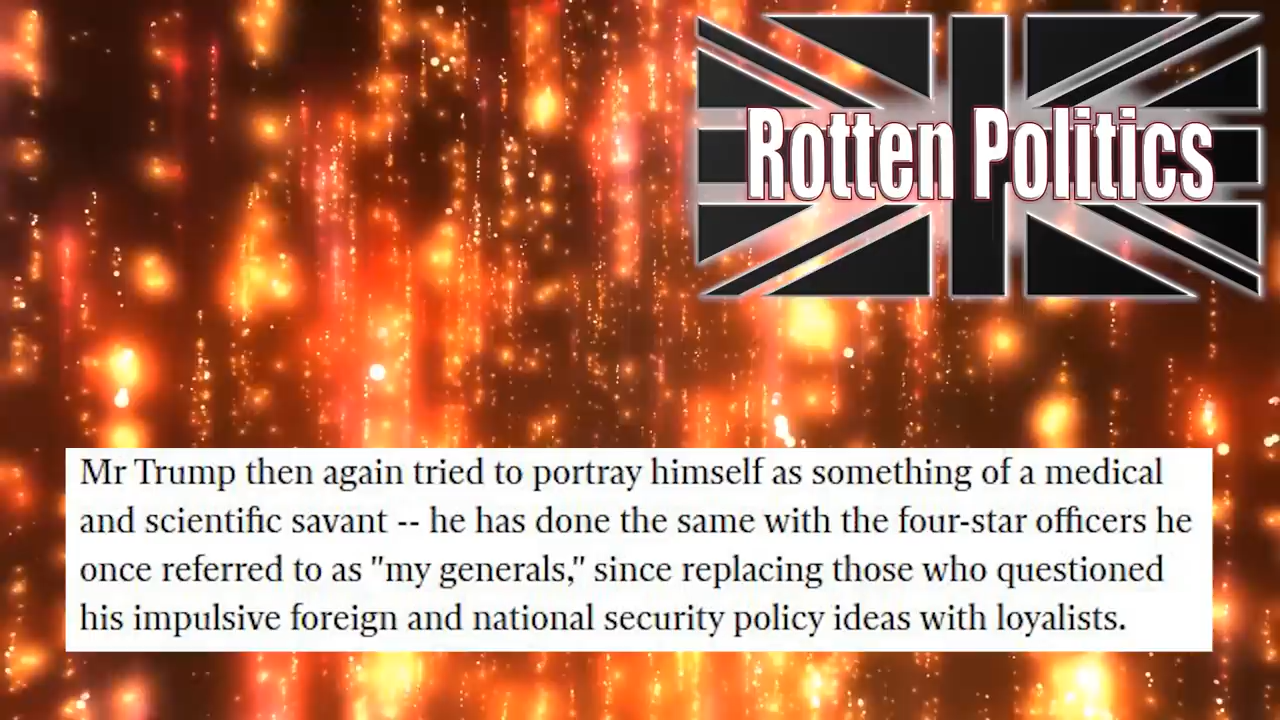 Rotten Politics
Mr Trump then again tried to portray himself as something of a medical
and scientific savant -- he has done the same with the four-star officers he
once referred to as "my generals," since replacing those who questioned
his impulsive foreign and national security policy ideas with loyalists.